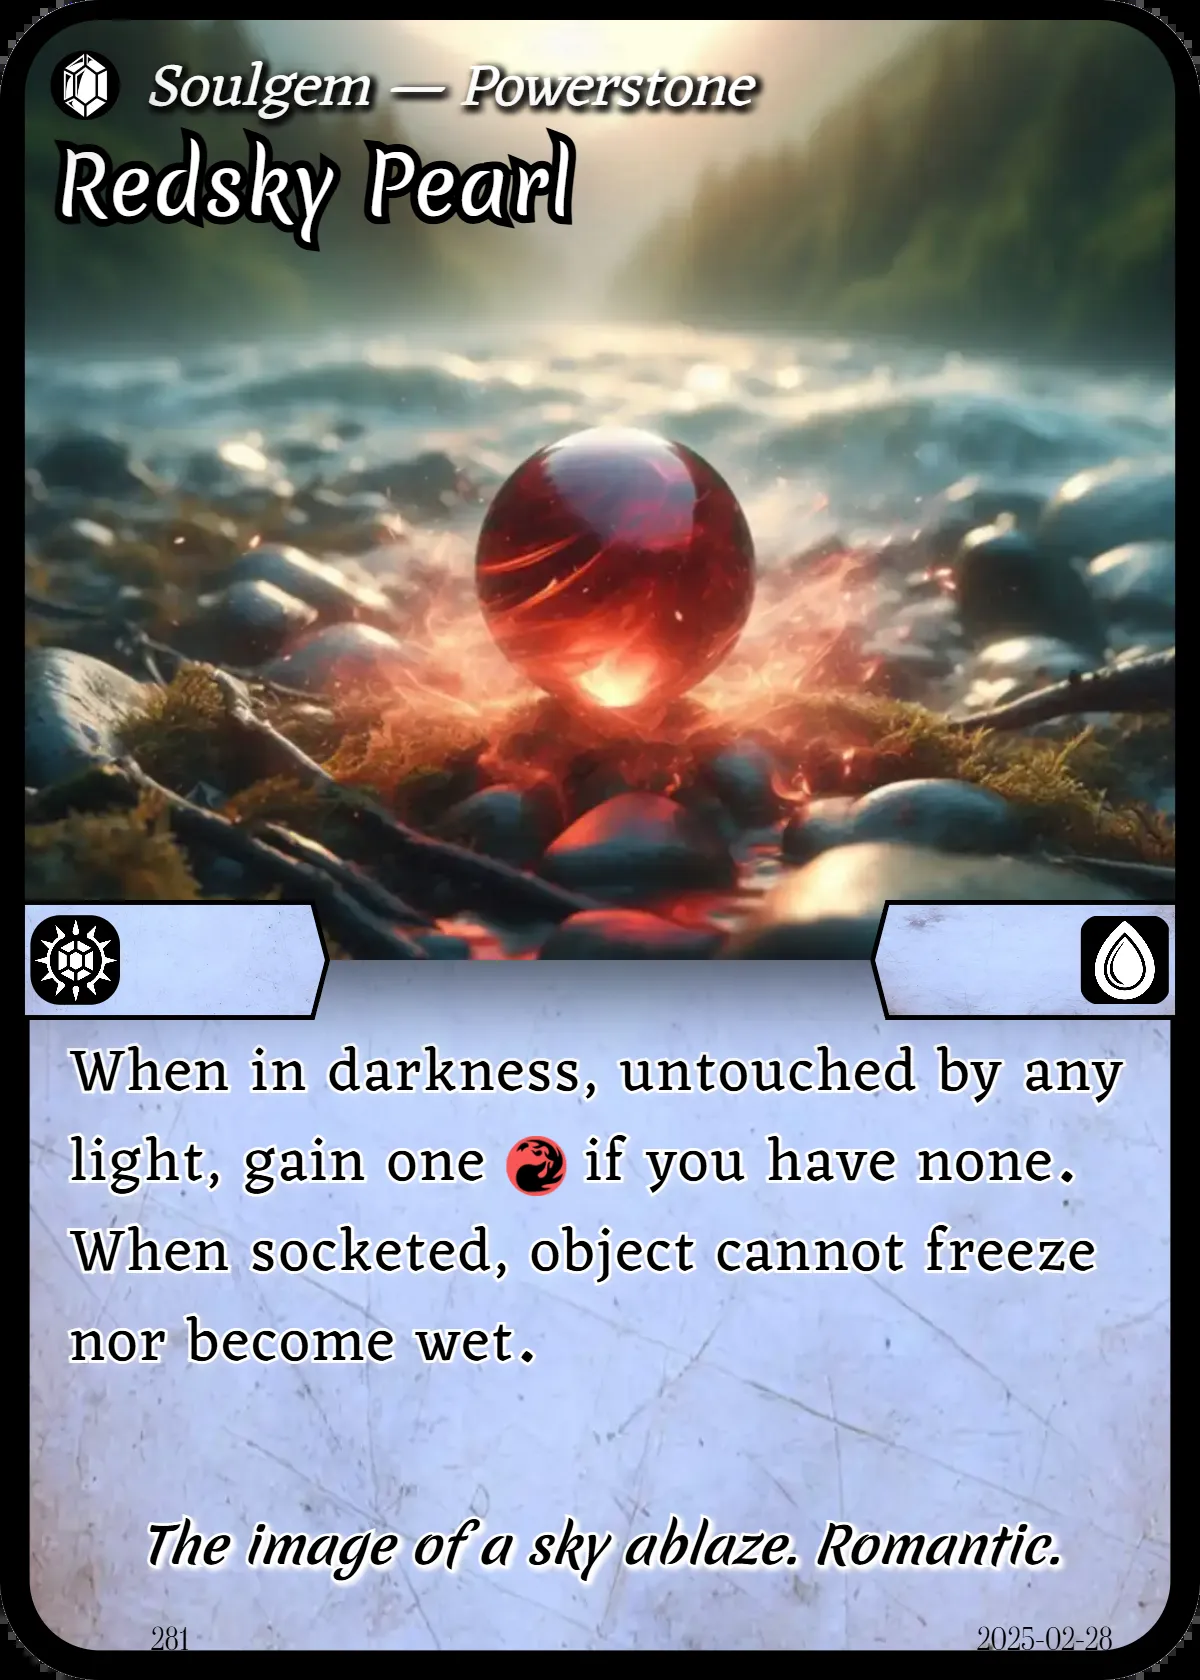 Soulgem — Powerstone
Redsky Pearl
When in darkness, untouched by any
light, gain one if you have none.
When socketed, object cannot freeze
nor become wet.
The image of a sky ablaze. Romantic.
281
2025-02-28